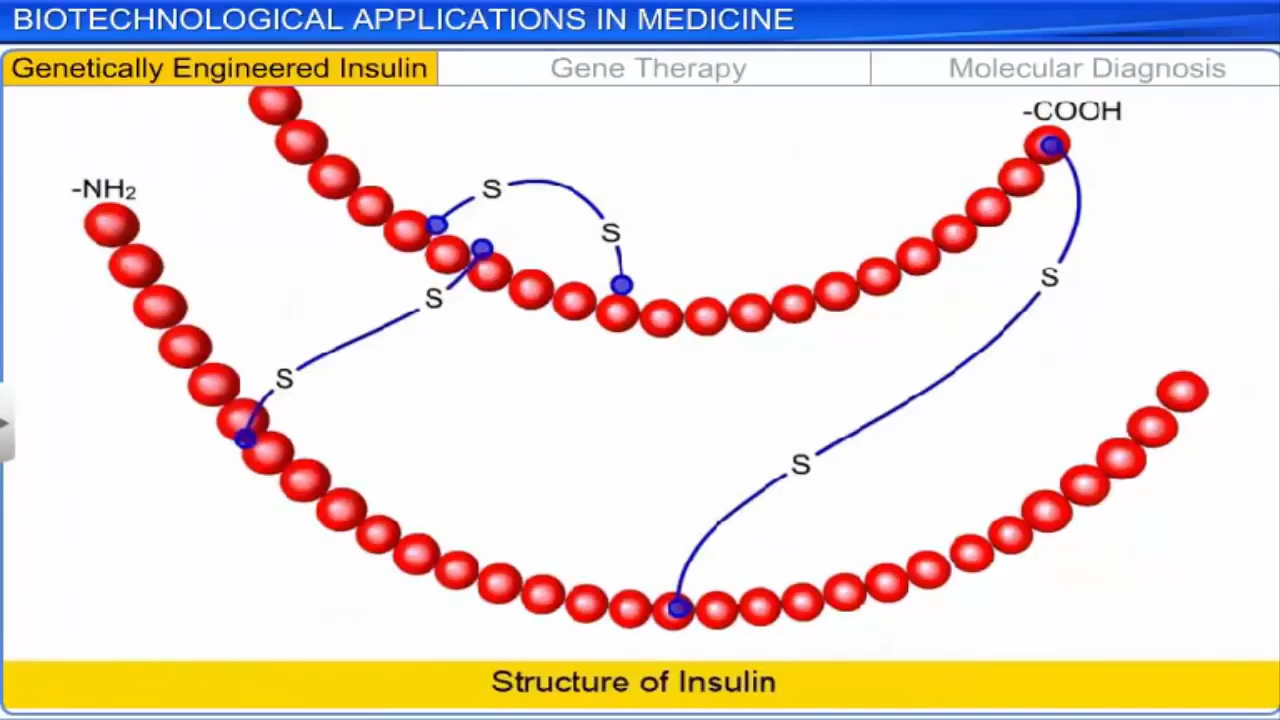 BIOTECHNOLOGICAL APPLICATIONS IN MEDICINE
Genetically Engineered Insulin
Gene Therapy
Molecular Diagnosis
-COOH
-NH₂
S
S
S
S
S
S
Structure of Insulin